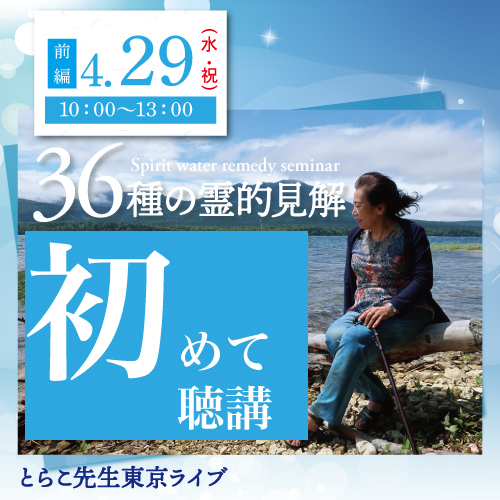 前編
4.29
(水・祝)
10：00〜13：00
Spirit water remedy seminar
36種の霊的見解
初めて
聴講
とらこ先生東京ライブ